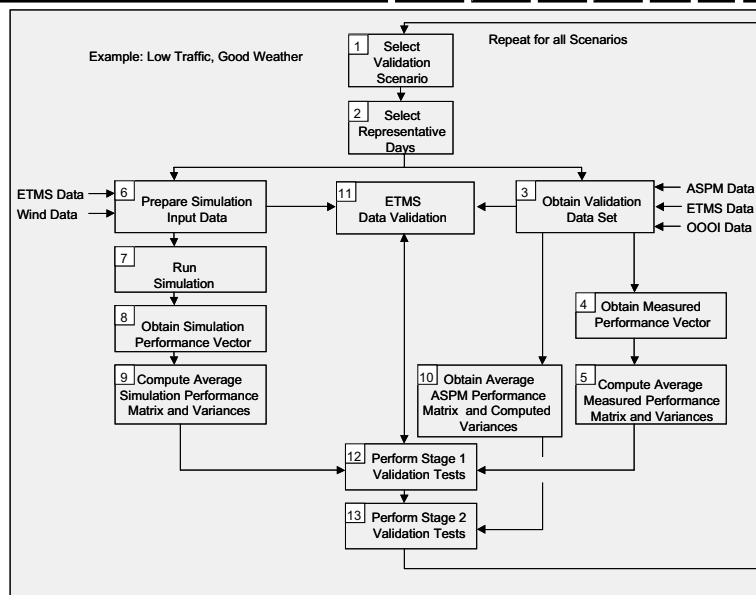 Example: Low Traffic, Good Weather
1
Select
Validation
Scenario
Repeat for all Scenarios
2
Select
Representative
Days
ETMS Data
Wind Data
6
Prepare Simulation
Input Data
11
ETMS
Data Validation
3
Obtain Validation
Data Set
ASPM Data
ETMS Data
OOOI Data
7
Run
Simulation
8
Obtain Simulation
Performance Vector
4
Obtain Measured
Performance Vector
9
Compute Average
Simulation Performance
Matrix and Variances
10
Obtain Average
ASPM Performance
Matrix and Computed
Variances
5
Compute Average
Measured Performance
Matrix and Variances
12
Perform Stage 1
Validation Tests
13
Perform Stage 2
Validation Tests